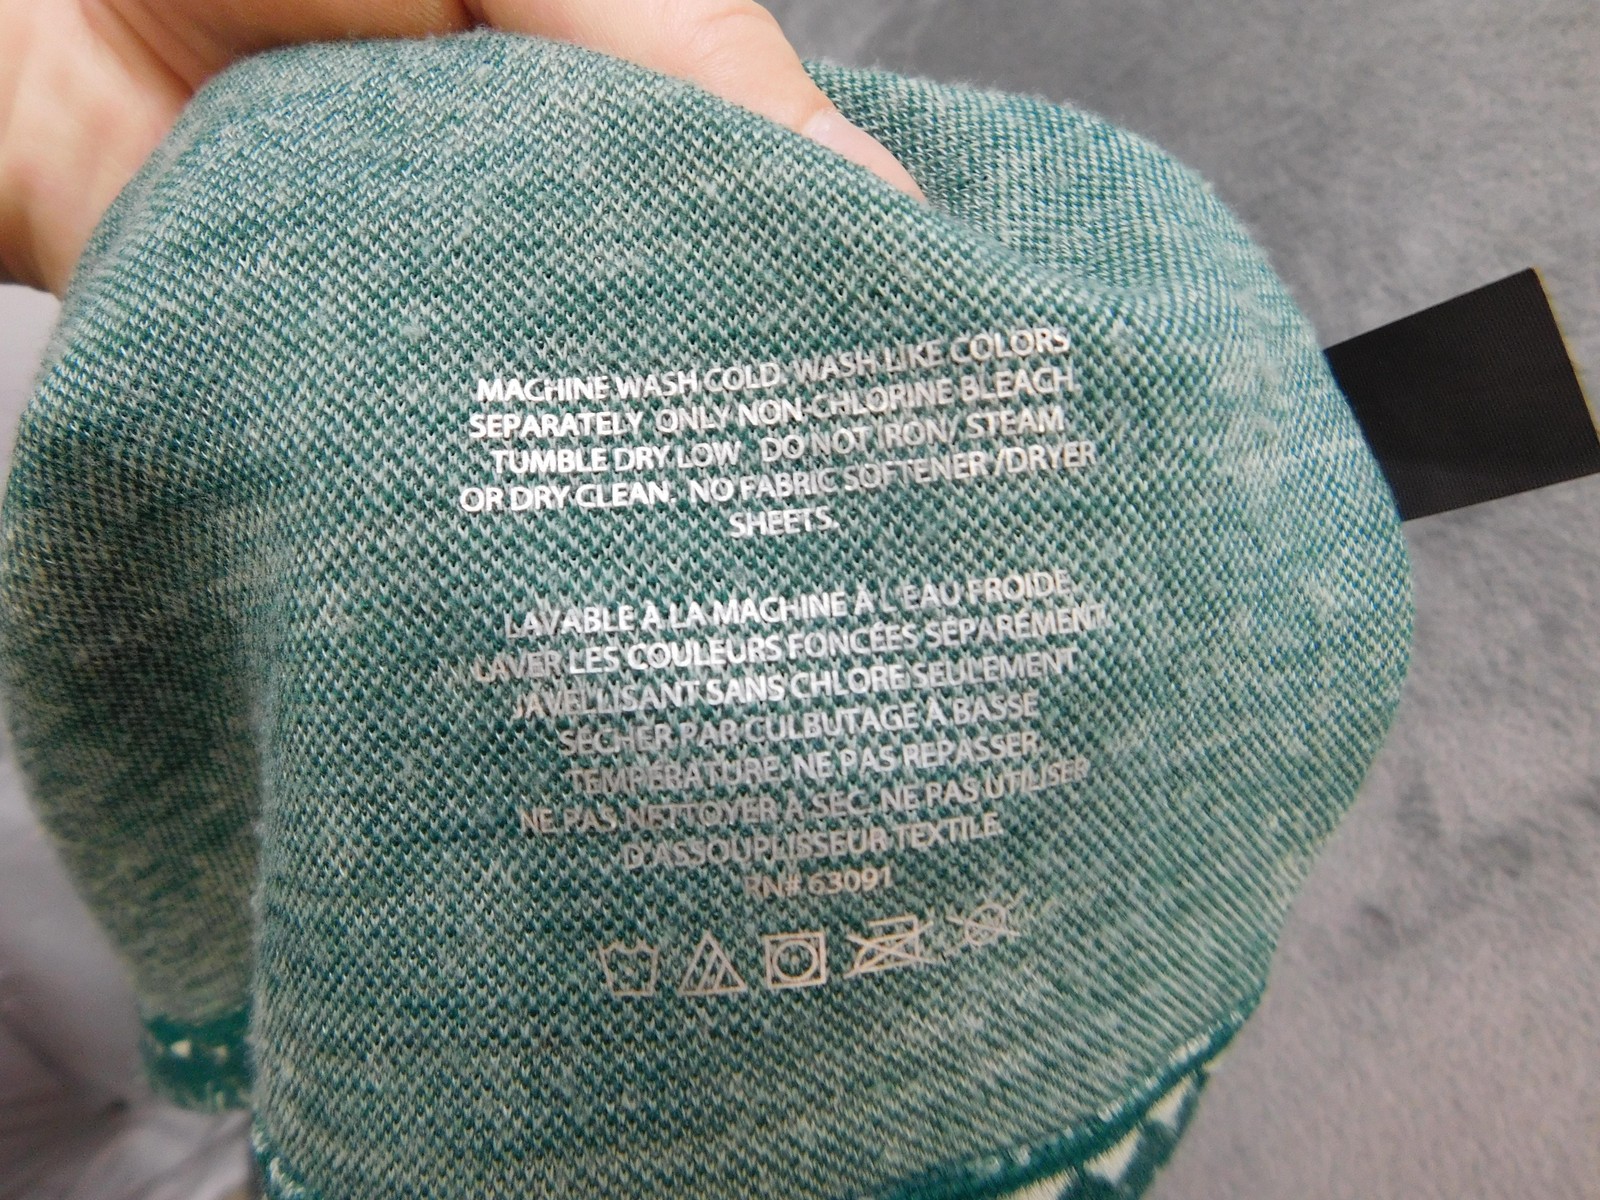 MACHINE WASH COLD. WASH LIKE COLORS
SEPARATELY ONLY NON-CHLORINE BLEACH.
TUMBLE DRY LOW DO NOT IRON/ STEAM
OR DRY CLEAN. NO FABRIC SOFTENER /DRYER
SHEETS.
LAVABLE À LA MACHINE À L'EAU FROIDE.
LAVER LES COULEURS FONCÉES SÉPARÉMENT.
JAVELLISANT SANS CHLORE SEULEMENT.
SÉCHER PAR CULBUTAGE À BASSE
TEMPÉRATURE. NE PAS REPASSER.
NE PAS NETTOYER À SEC. NE PAS UTILISER
D'ASSOUPLISSEUR TEXTILE.
RN# 63091